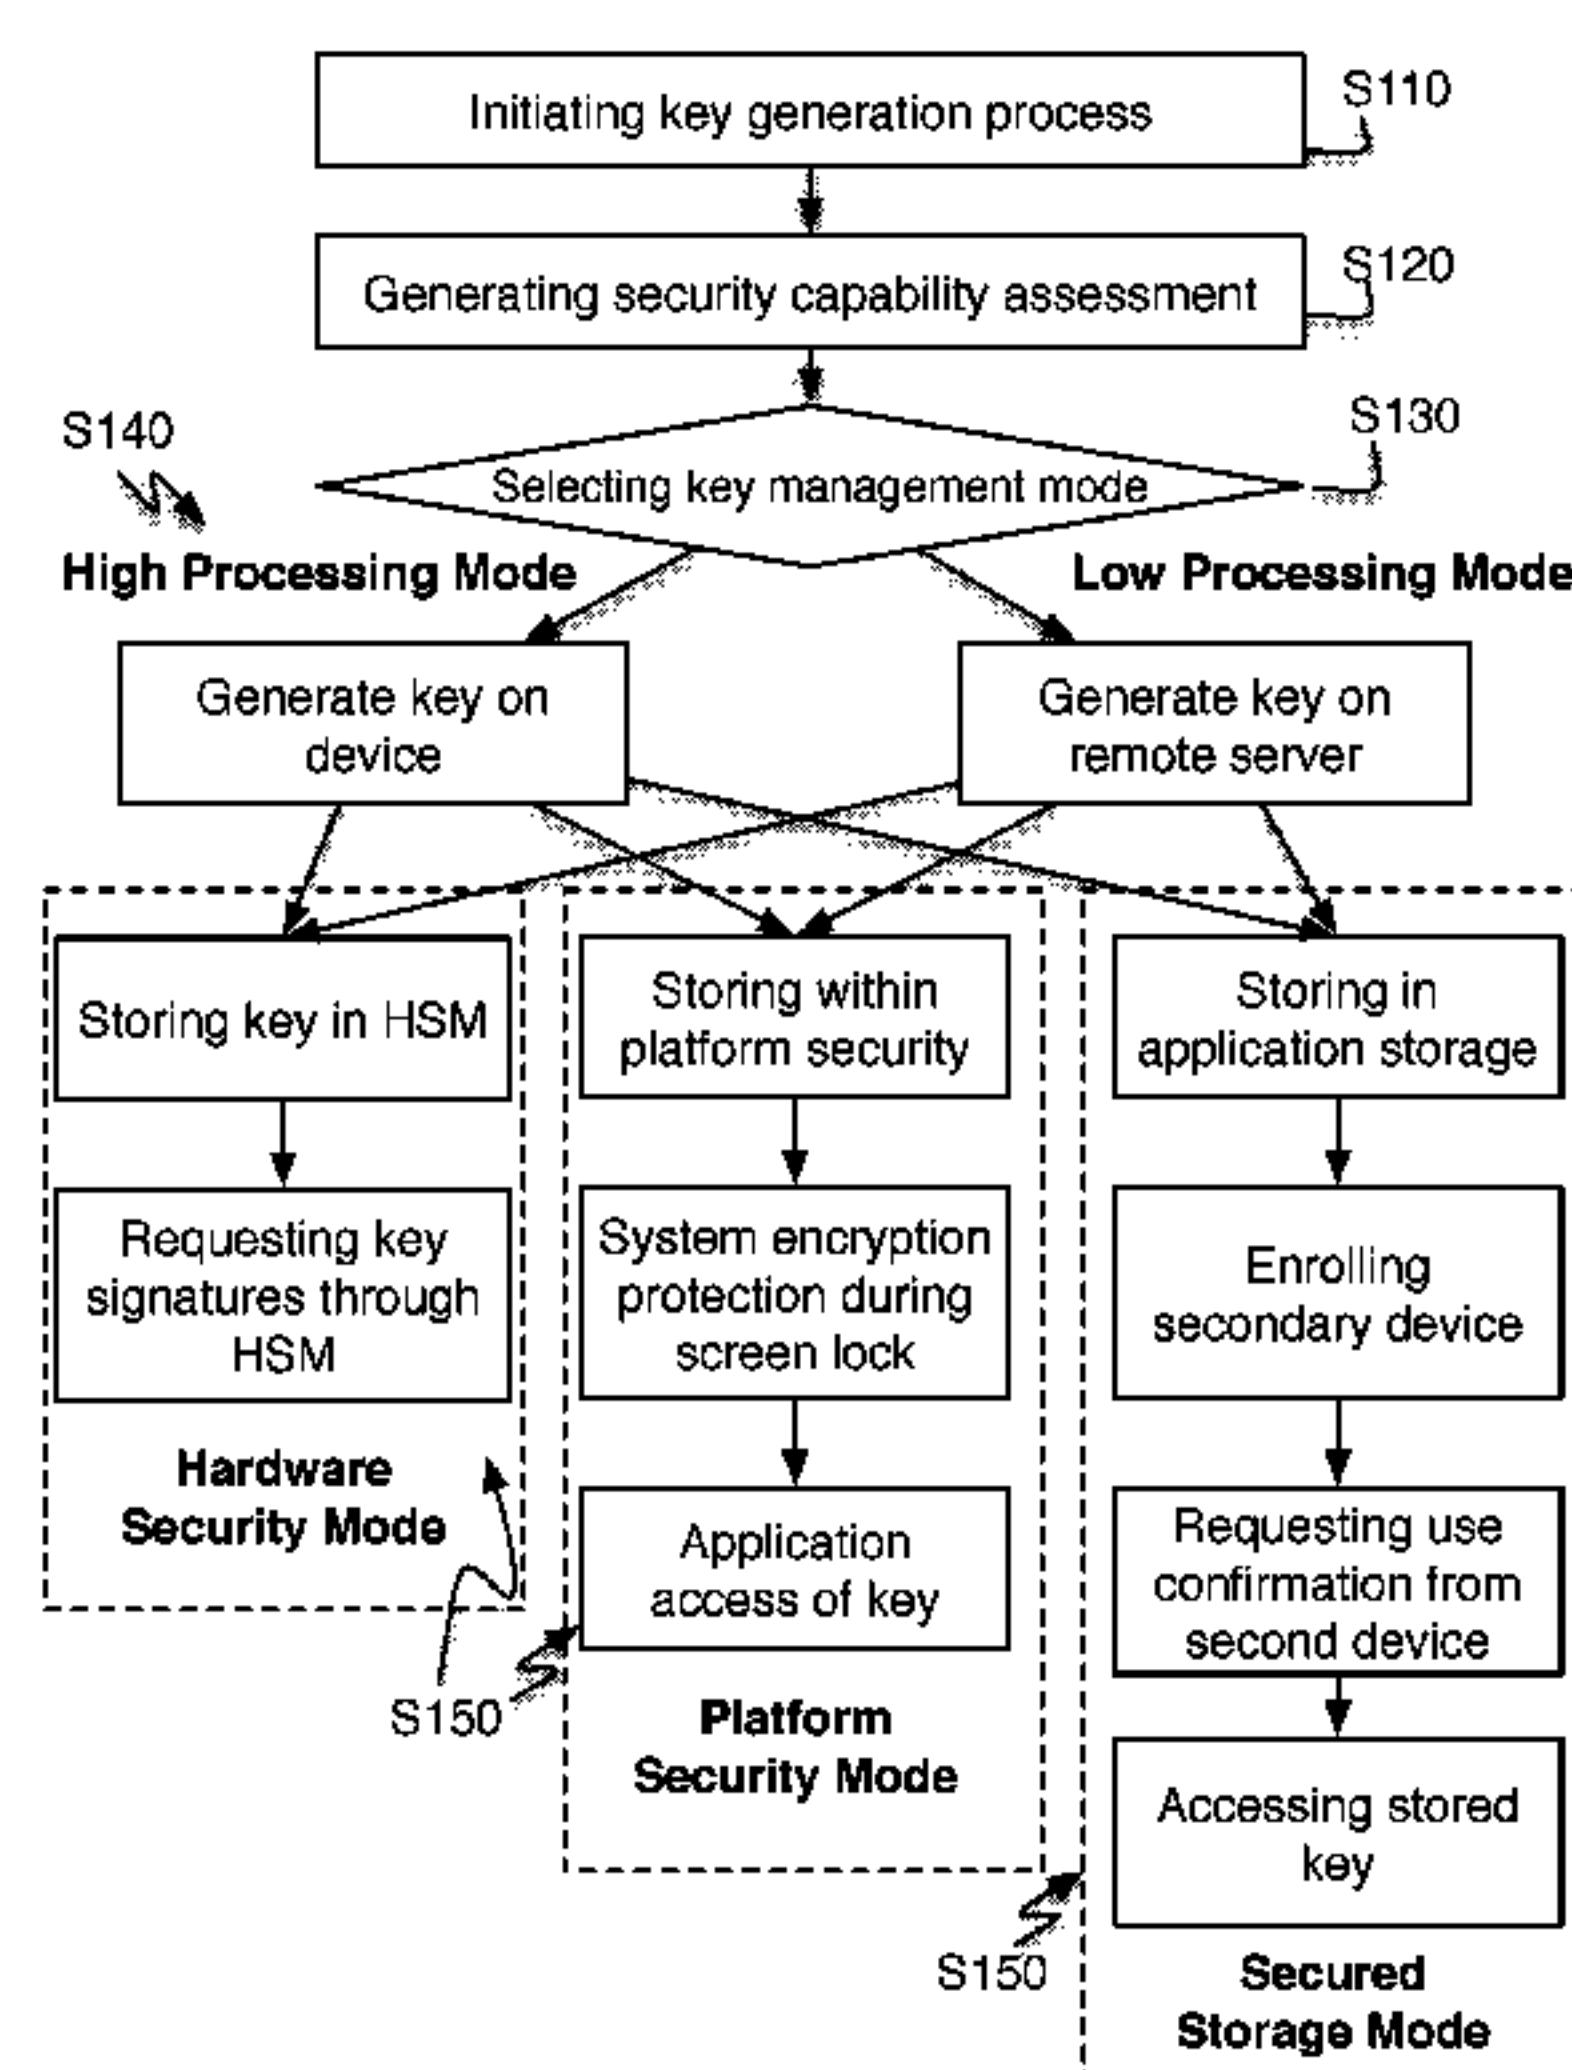 Initiating key generation process
S110
Generating security capability assessment
S120
S140
Selecting key management mode
S130
High Processing Mode
Low Processing Mode
Generate key on
device
Generate key on
remote server
Storing key in HSM
Requesting key
signatures through
HSM
Hardware
Security Mode
Storing within
platform security
System encryption
protection during
screen lock
Application
access of key
S150
Platform
Security Mode
Storing in
application storage
Enrolling
secondary device
Requesting use
confirmation from
second device
Accessing stored
key
S150
Secured
Storage Mode